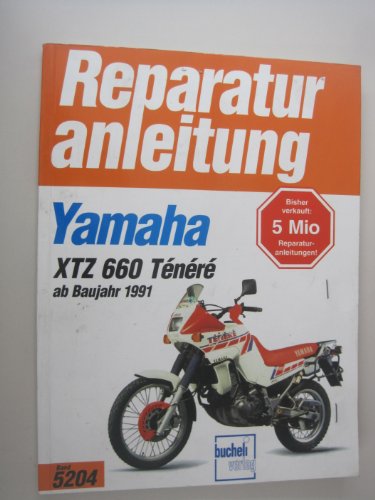 Reparatur
anleitung
Yamaha
XTZ 660 Ténéré
ab Baujahr 1991
Bisher
verkauft:
5 Mio
Reparatur-
anleitungen!
YAMAHA
Band
5204
bucheli
verlag